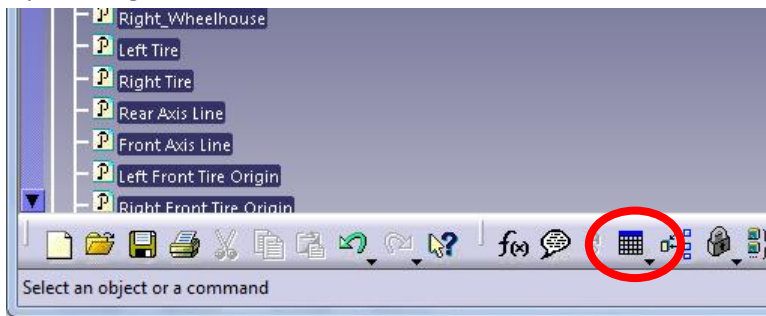 Right_Wheelhouse
Left Tire
Right Tire
Rear Axis Line
Front Axis Line
Left Front Tire Origin
Right Front Tire Origin
f(x)
Select an object or a command